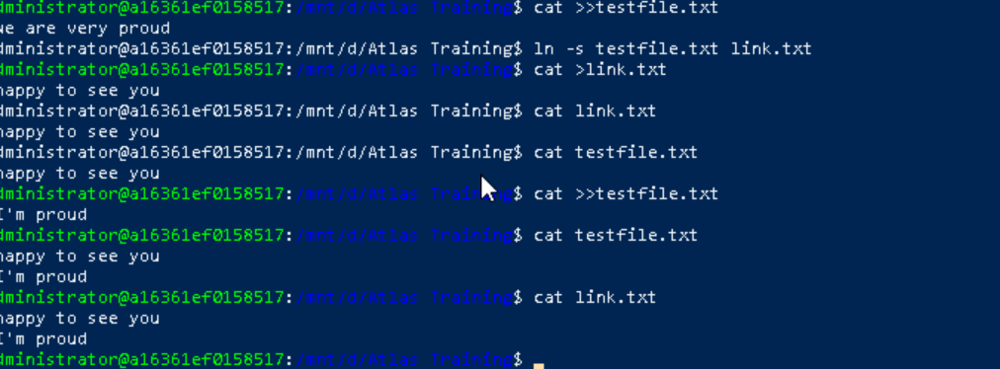 dministrator@a16361ef0158517:/mnt/d/Atlas Training$ cat >>testfile.txt
we are very proud
dministrator@a16361ef0158517:/mnt/d/Atlas Training$ ln -s testfile.txt link.txt
dministrator@a16361ef0158517:/mnt/d/Atlas Training$ cat >link.txt
happy to see you
dministrator@a16361ef0158517:/mnt/d/Atlas Training$ cat link.txt
happy to see you
dministrator@a16361ef0158517:/mnt/d/Atlas Training$ cat testfile.txt
happy to see you
dministrator@a16361ef0158517:/mnt/d/Atlas Training$ cat >>testfile.txt
I'm proud
dministrator@a16361ef0158517:/mnt/d/Atlas Training$ cat testfile.txt
happy to see you
I'm proud
dministrator@a16361ef0158517:/mnt/d/Atlas Training$ cat link.txt
happy to see you
I'm proud
dministrator@a16361ef0158517:/mnt/d/Atlas Training$